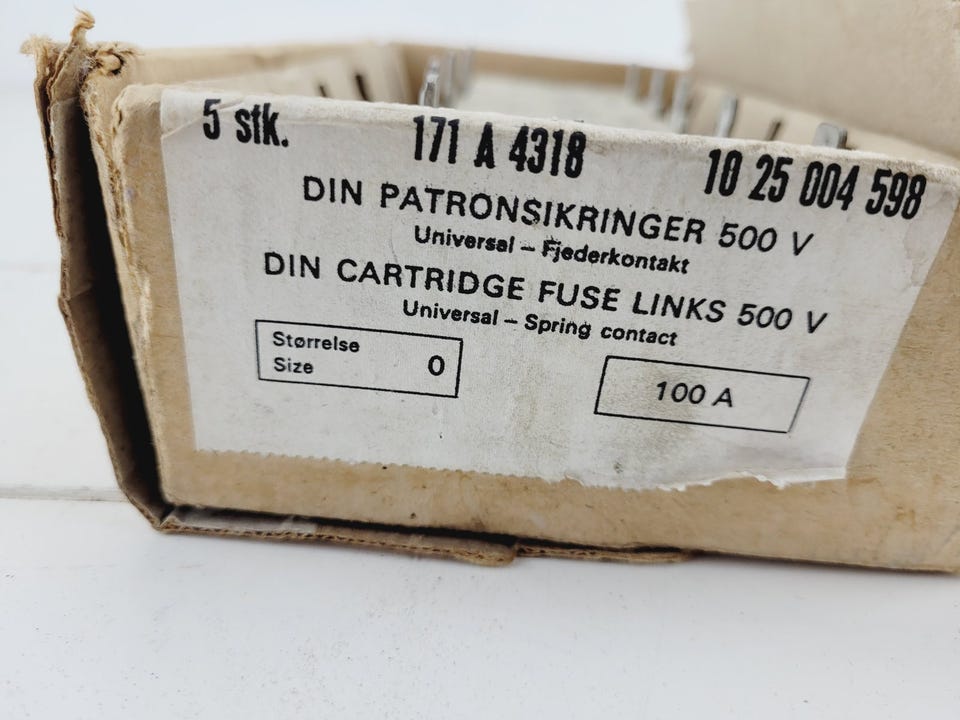 5 stk. 171 A 4318 10 25 004 598
DIN PATRONSIKRINGER 500 V
Universal – Fjederkontakt
DIN CARTRIDGE FUSE LINKS 500 V
Universal – Spring contact
Størrelse
Size 0
100 A